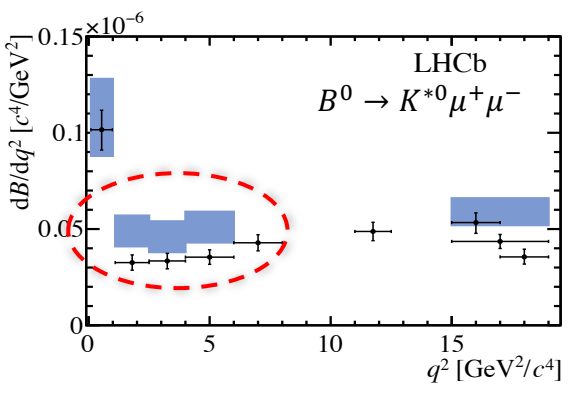 ×10⁻⁶
0.15
0.1
0.05
0
dB/dq² [c⁴/GeV²]
LHCb
B⁰ → K*⁰μ⁺μ⁻
0 5 10 15
q² [GeV²/c⁴]